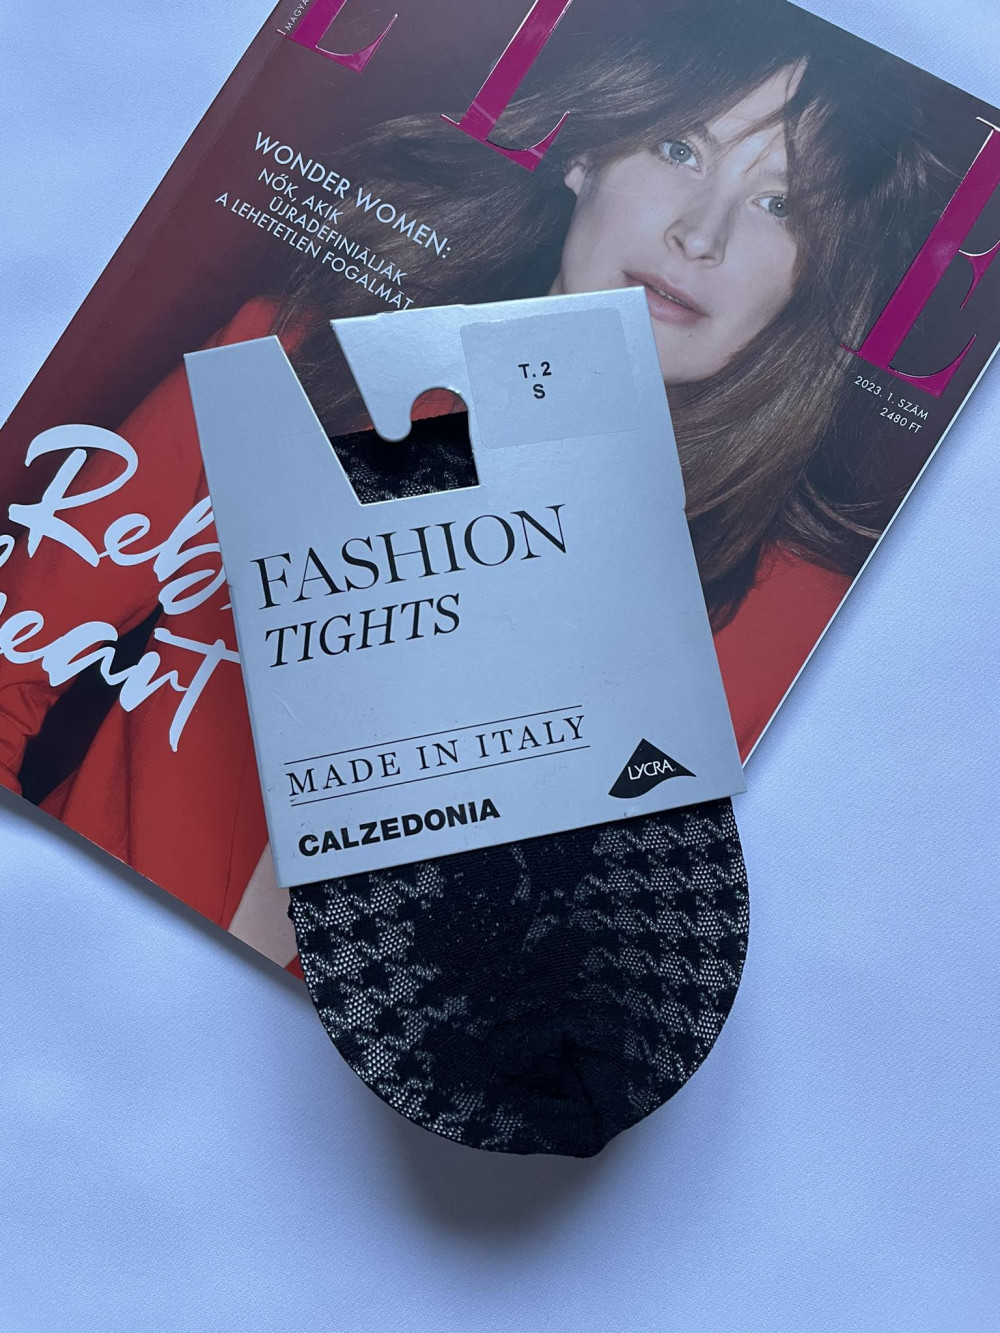 ELLE
WONDER WOMEN:
NŐK, AKIK
ÚJRADEFINIÁLJÁK
A LEHETETLEN FOGALMÁT
2023. 1. SZÁM
2480 FT
T. 2
S
FASHION
TIGHTS
MADE IN ITALY
LYCRA
CALZEDONIA